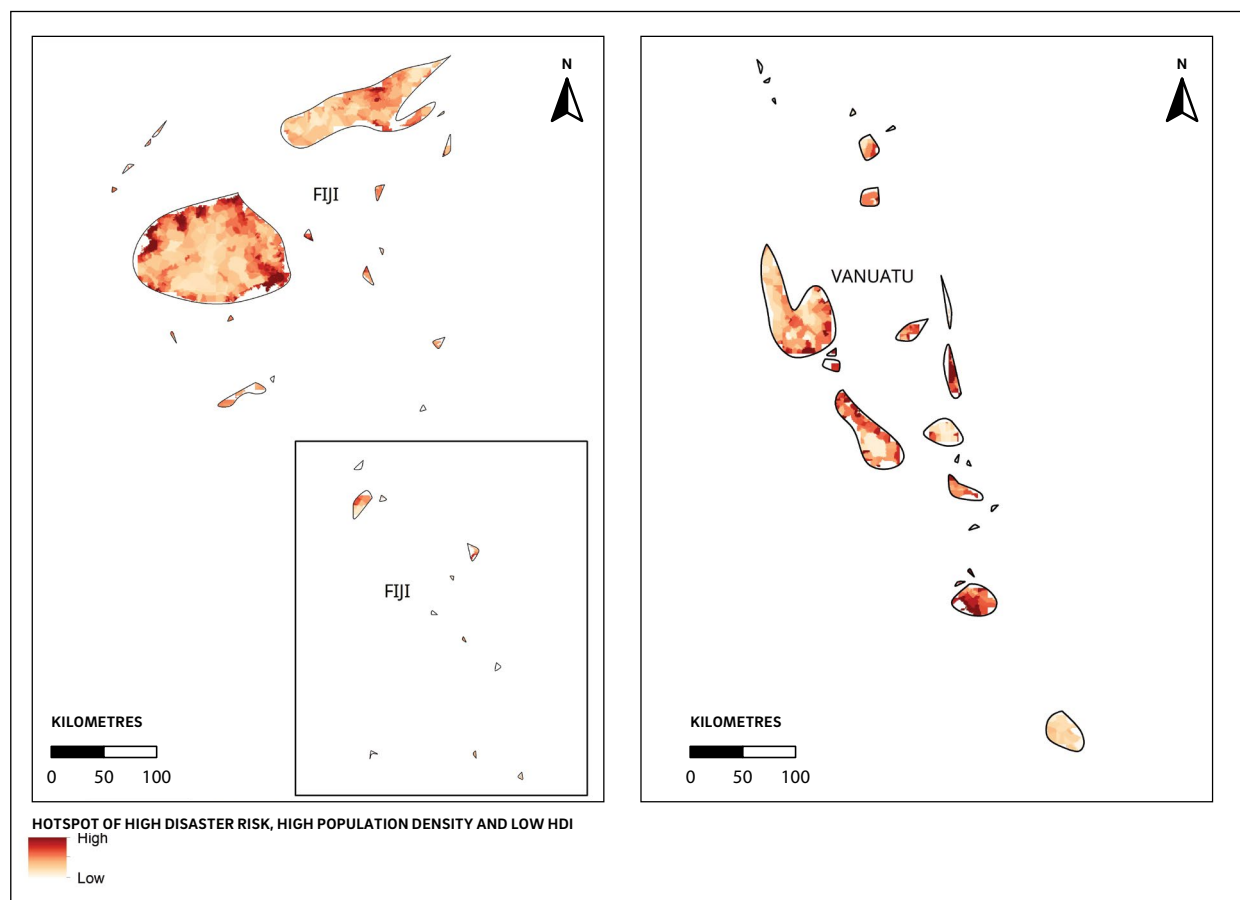 N
FIJI
FIJI
KILOMETRES
0 50 100
N
VANUATU
KILOMETRES
0 50 100
HOTSPOT OF HIGH DISASTER RISK, HIGH POPULATION DENSITY AND LOW HDI
High
Low